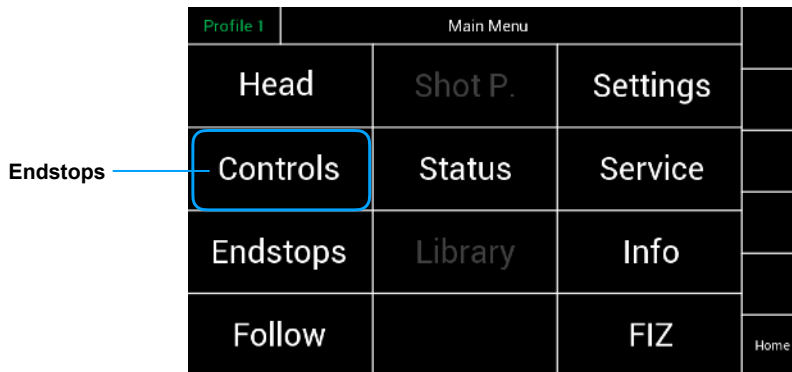 Profile 1
Main Menu
Head
Shot P.
Settings
Endstops
Controls
Status
Service
Endstops
Library
Info
Follow
FIZ
Home